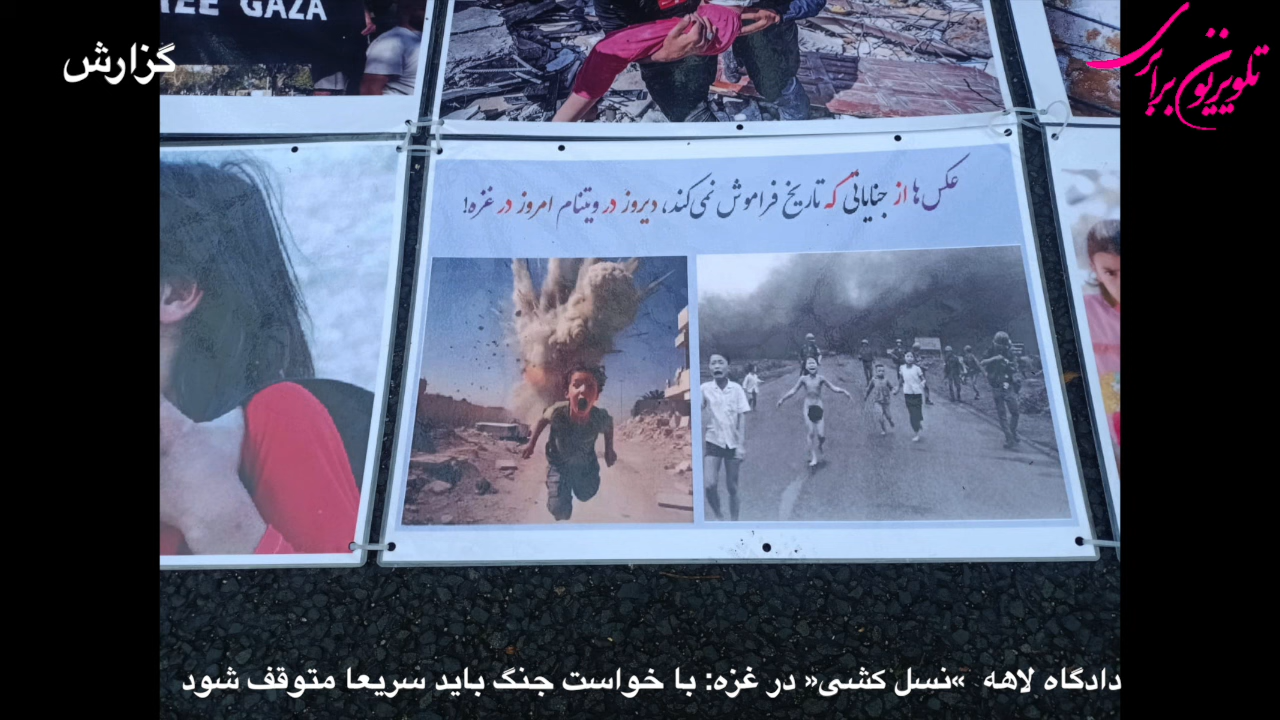 TEE GAZA
گزارش
تلویزیون برابری
عکس ها از جنایاتی که تاریخ فراموش نمی‌کند، دیروز در ویتنام امروز در غزه!
دادگاه لاهه »نسل کشی« در غزه: با خواست جنگ باید سریعا متوقف شود